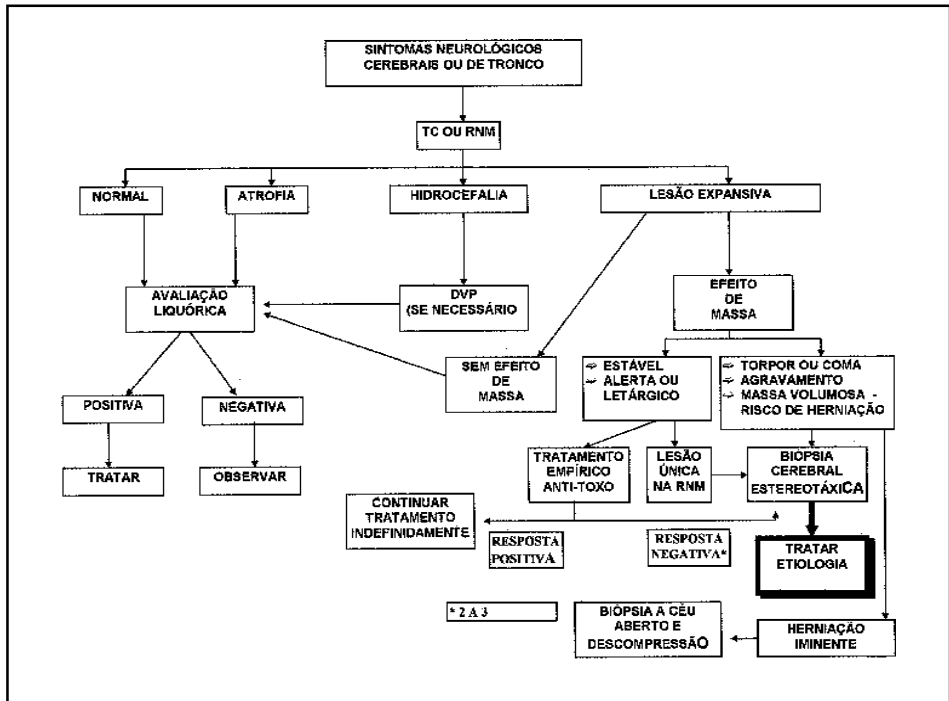 SINTOMAS NEUROLÓGICOS
CEREBRAIS OU DE TRONCO
TC OU RNM
NORMAL
ATROFIA
HIDROCEFALIA
LESÃO EXPANSIVA
AVALIAÇÃO
LIQUÓRICA
DVP
(SE NECESSÁRIO
EFEITO
DE
MASSA
SEM EFEITO
DE
MASSA
⇨ ESTÁVEL
⇨ ALERTA OU
LETÁRGICO
⇨ TORPOR OU COMA
⇨ AGRAVAMENTO
⇨ MASSA VOLUMOSA -
RISCO DE HERNIAÇÃO
POSITIVA
NEGATIVA
TRATAR
OBSERVAR
TRATAMENTO
EMPÍRICO
ANTI-TOXO
LESÃO
ÚNICA
NA RNM
BIÓPSIA
CEREBRAL
ESTEREOTÁXICA
CONTINUAR
TRATAMENTO
INDEFINIDAMENTE
RESPOSTA
POSITIVA
RESPOSTA
NEGATIVA*
TRATAR
ETIOLOGIA
* 2 A 3
BIÓPSIA A CÉU
ABERTO E
DESCOMPRESSÃO
HERNIAÇÃO
IMINENTE